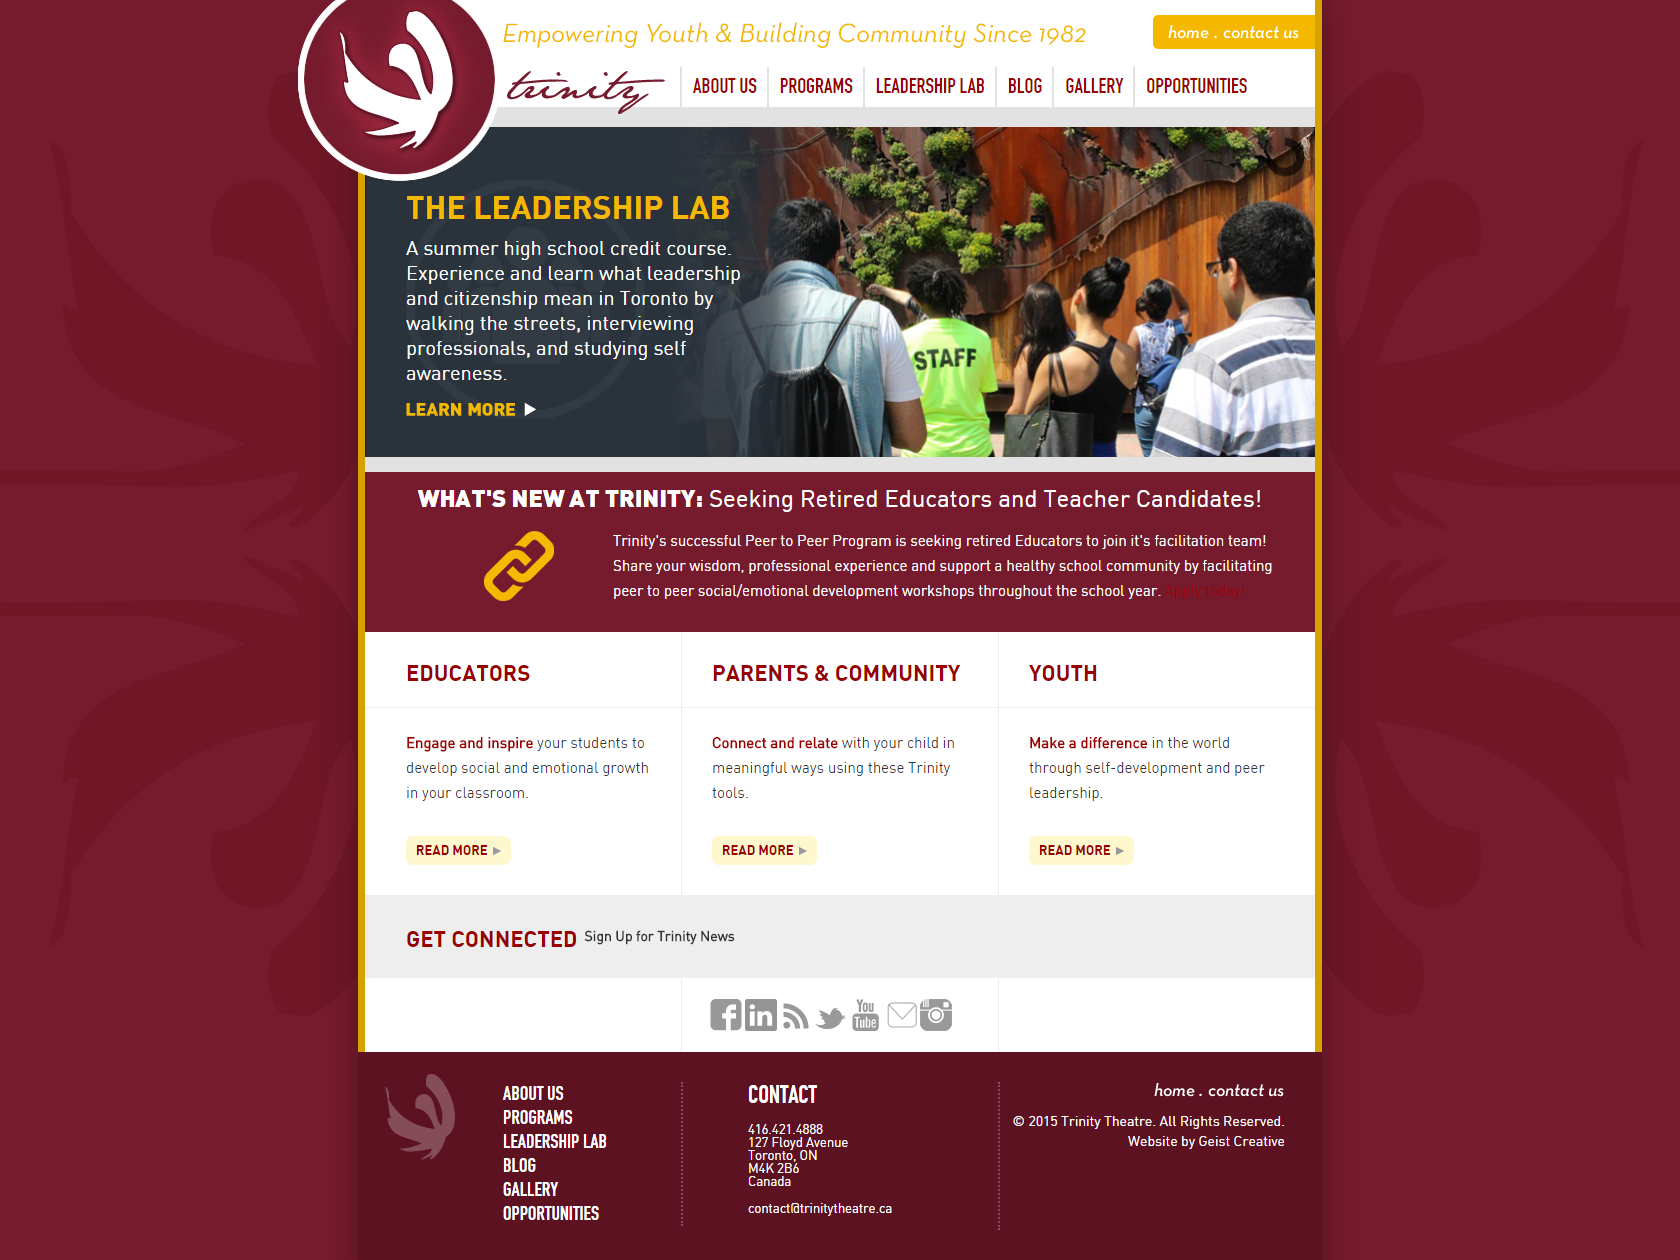 Empowering Youth & Building Community Since 1982
home . contact us
trinity
ABOUT US
PROGRAMS
LEADERSHIP LAB
BLOG
GALLERY
OPPORTUNITIES
THE LEADERSHIP LAB
A summer high school credit course.
Experience and learn what leadership
and citizenship mean in Toronto by
walking the streets, interviewing
professionals, and studying self
awareness.
LEARN MORE
STAFF
WHAT'S NEW AT TRINITY: Seeking Retired Educators and Teacher Candidates!
Trinity's successful Peer to Peer Program is seeking retired Educators to join it's facilitation team!
Share your wisdom, professional experience and support a healthy school community by facilitating
peer to peer social/emotional development workshops throughout the school year. Apply today!
EDUCATORS
Engage and inspire your students to
develop social and emotional growth
in your classroom.
READ MORE
PARENTS & COMMUNITY
Connect and relate with your child in
meaningful ways using these Trinity
tools.
READ MORE
YOUTH
Make a difference in the world
through self-development and peer
leadership.
READ MORE
GET CONNECTED Sign Up for Trinity News
You
Tube
ABOUT US
PROGRAMS
LEADERSHIP LAB
BLOG
GALLERY
OPPORTUNITIES
CONTACT
416.421.4888
127 Floyd Avenue
Toronto, ON
M4K 2B6
Canada
contact@trinitytheatre.ca
home . contact us
© 2015 Trinity Theatre. All Rights Reserved.
Website by Geist Creative